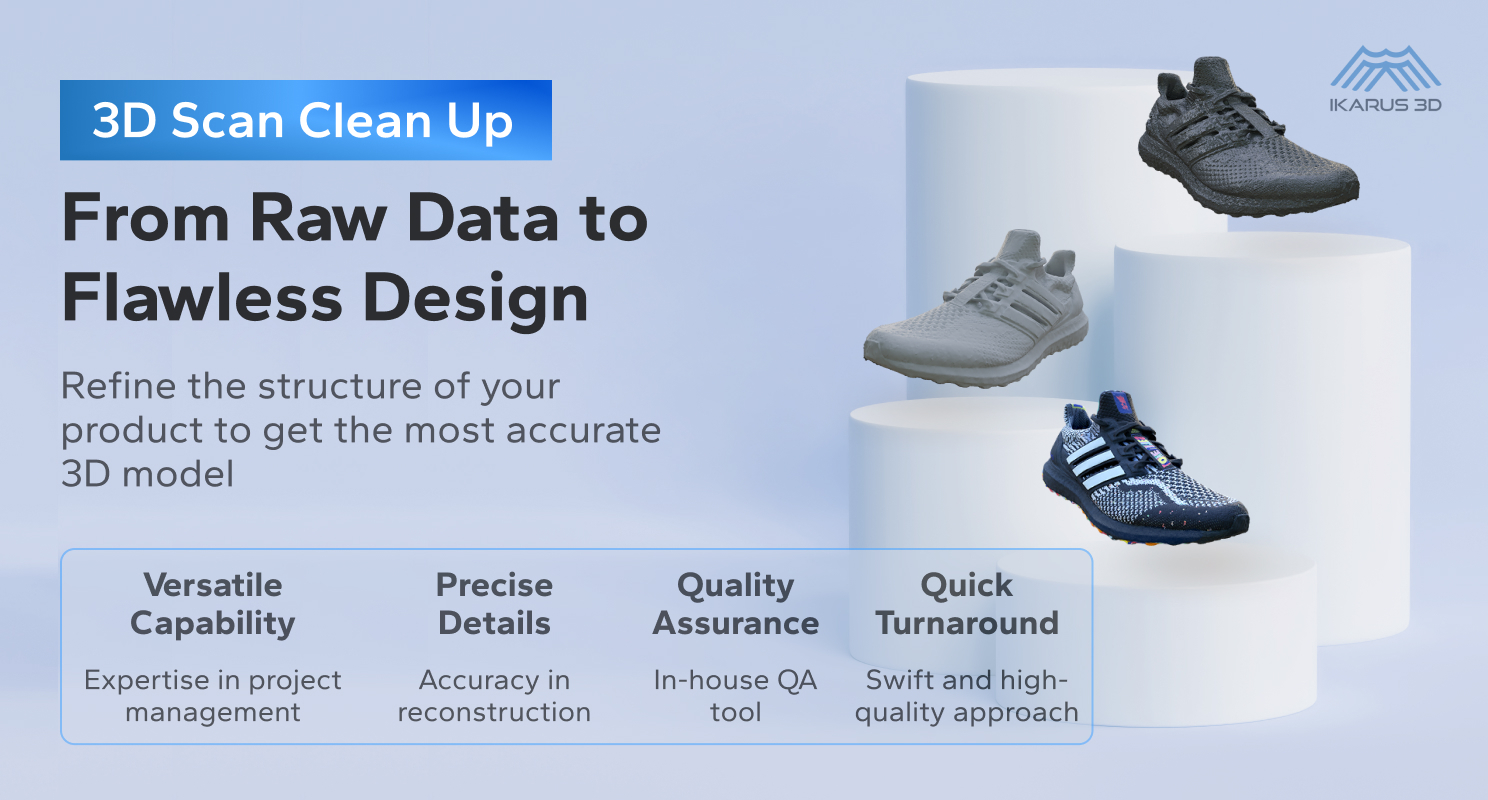 3D Scan Clean Up
IKARUS 3D
From Raw Data to
Flawless Design
Refine the structure of your
product to get the most accurate
3D model
Versatile
Capability
Expertise in project
management
Precise
Details
Accuracy in
reconstruction
Quality
Assurance
In-house QA
tool
Quick
Turnaround
Swift and high-
quality approach